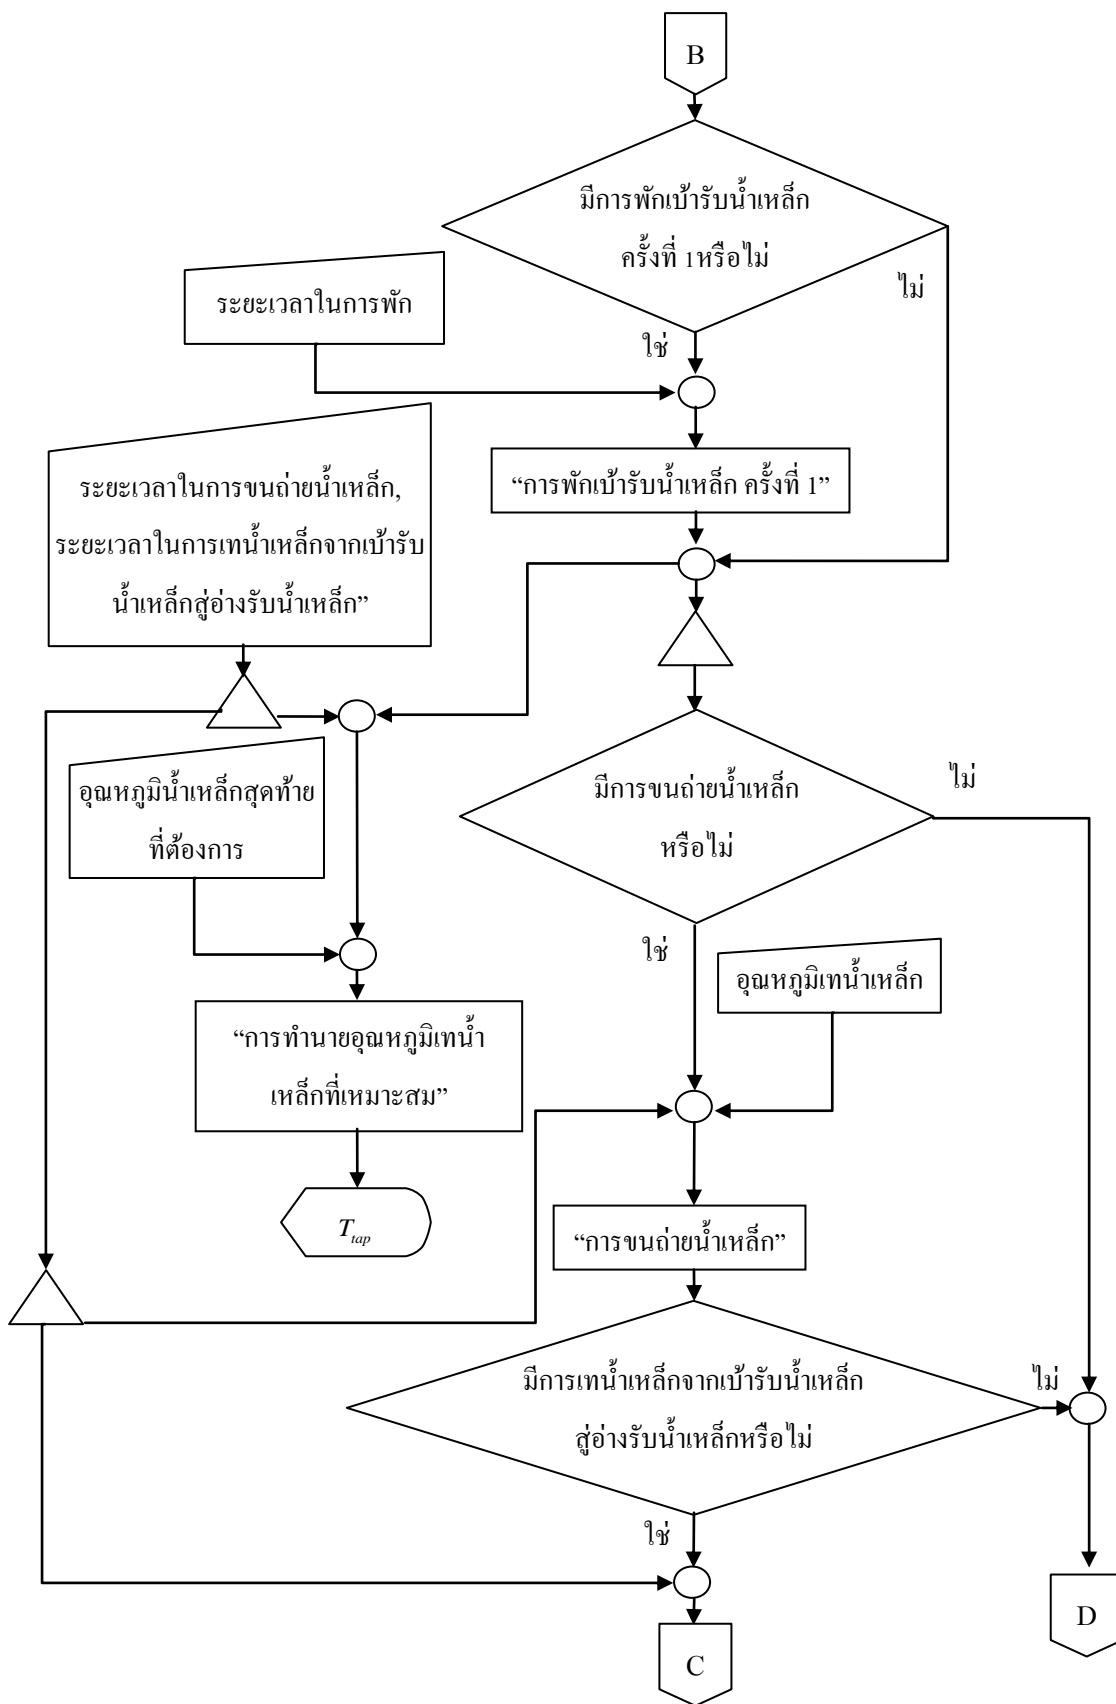 B
มีการพักเบ้ารับน้ำเหล็ก
ครั้งที่ 1หรือไม่
ไม่
ระยะเวลาในการพัก
ใช่
“การพักเบ้ารับน้ำเหล็ก ครั้งที่ 1”
ระยะเวลาในการขนถ่ายน้ำเหล็ก,
ระยะเวลาในการเทน้ำเหล็กจากเบ้ารับ
น้ำเหล็กสู่อ่างรับน้ำเหล็ก”
มีการขนถ่ายน้ำเหล็ก
หรือไม่
ไม่
อุณหภูมิน้ำเหล็กสุดท้าย
ที่ต้องการ
ใช่
อุณหภูมิเทน้ำเหล็ก
“การทำนายอุณหภูมิเทน้ำ
เหล็กที่เหมาะสม”
T_tap
“การขนถ่ายน้ำเหล็ก”
มีการเทน้ำเหล็กจากเบ้ารับน้ำเหล็ก
สู่อ่างรับน้ำเหล็กหรือไม่
ไม่
ใช่
D
C